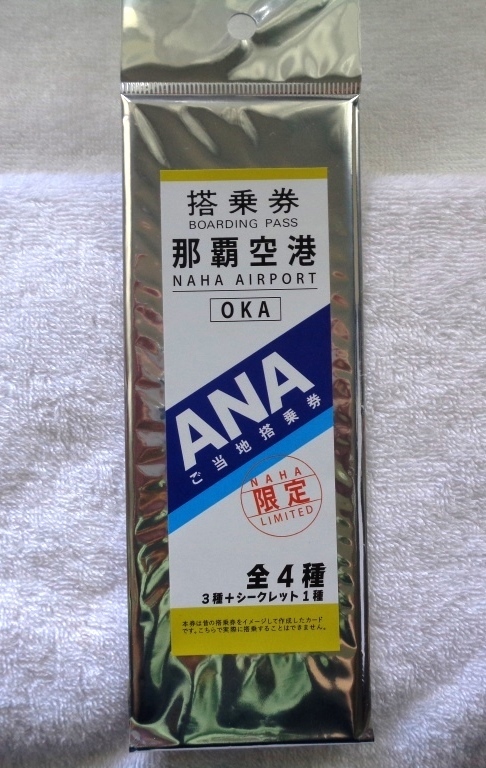 搭乗券
BOARDING PASS
那覇空港
NAHA AIRPORT
OKA
ANA
ご当地搭乗券
NAHA
限定
LIMITED
全4種
3種+シークレット1種
本券は昔の搭乗券をイメージして作成したカード
です。こちらで実際に搭乗することはできません。